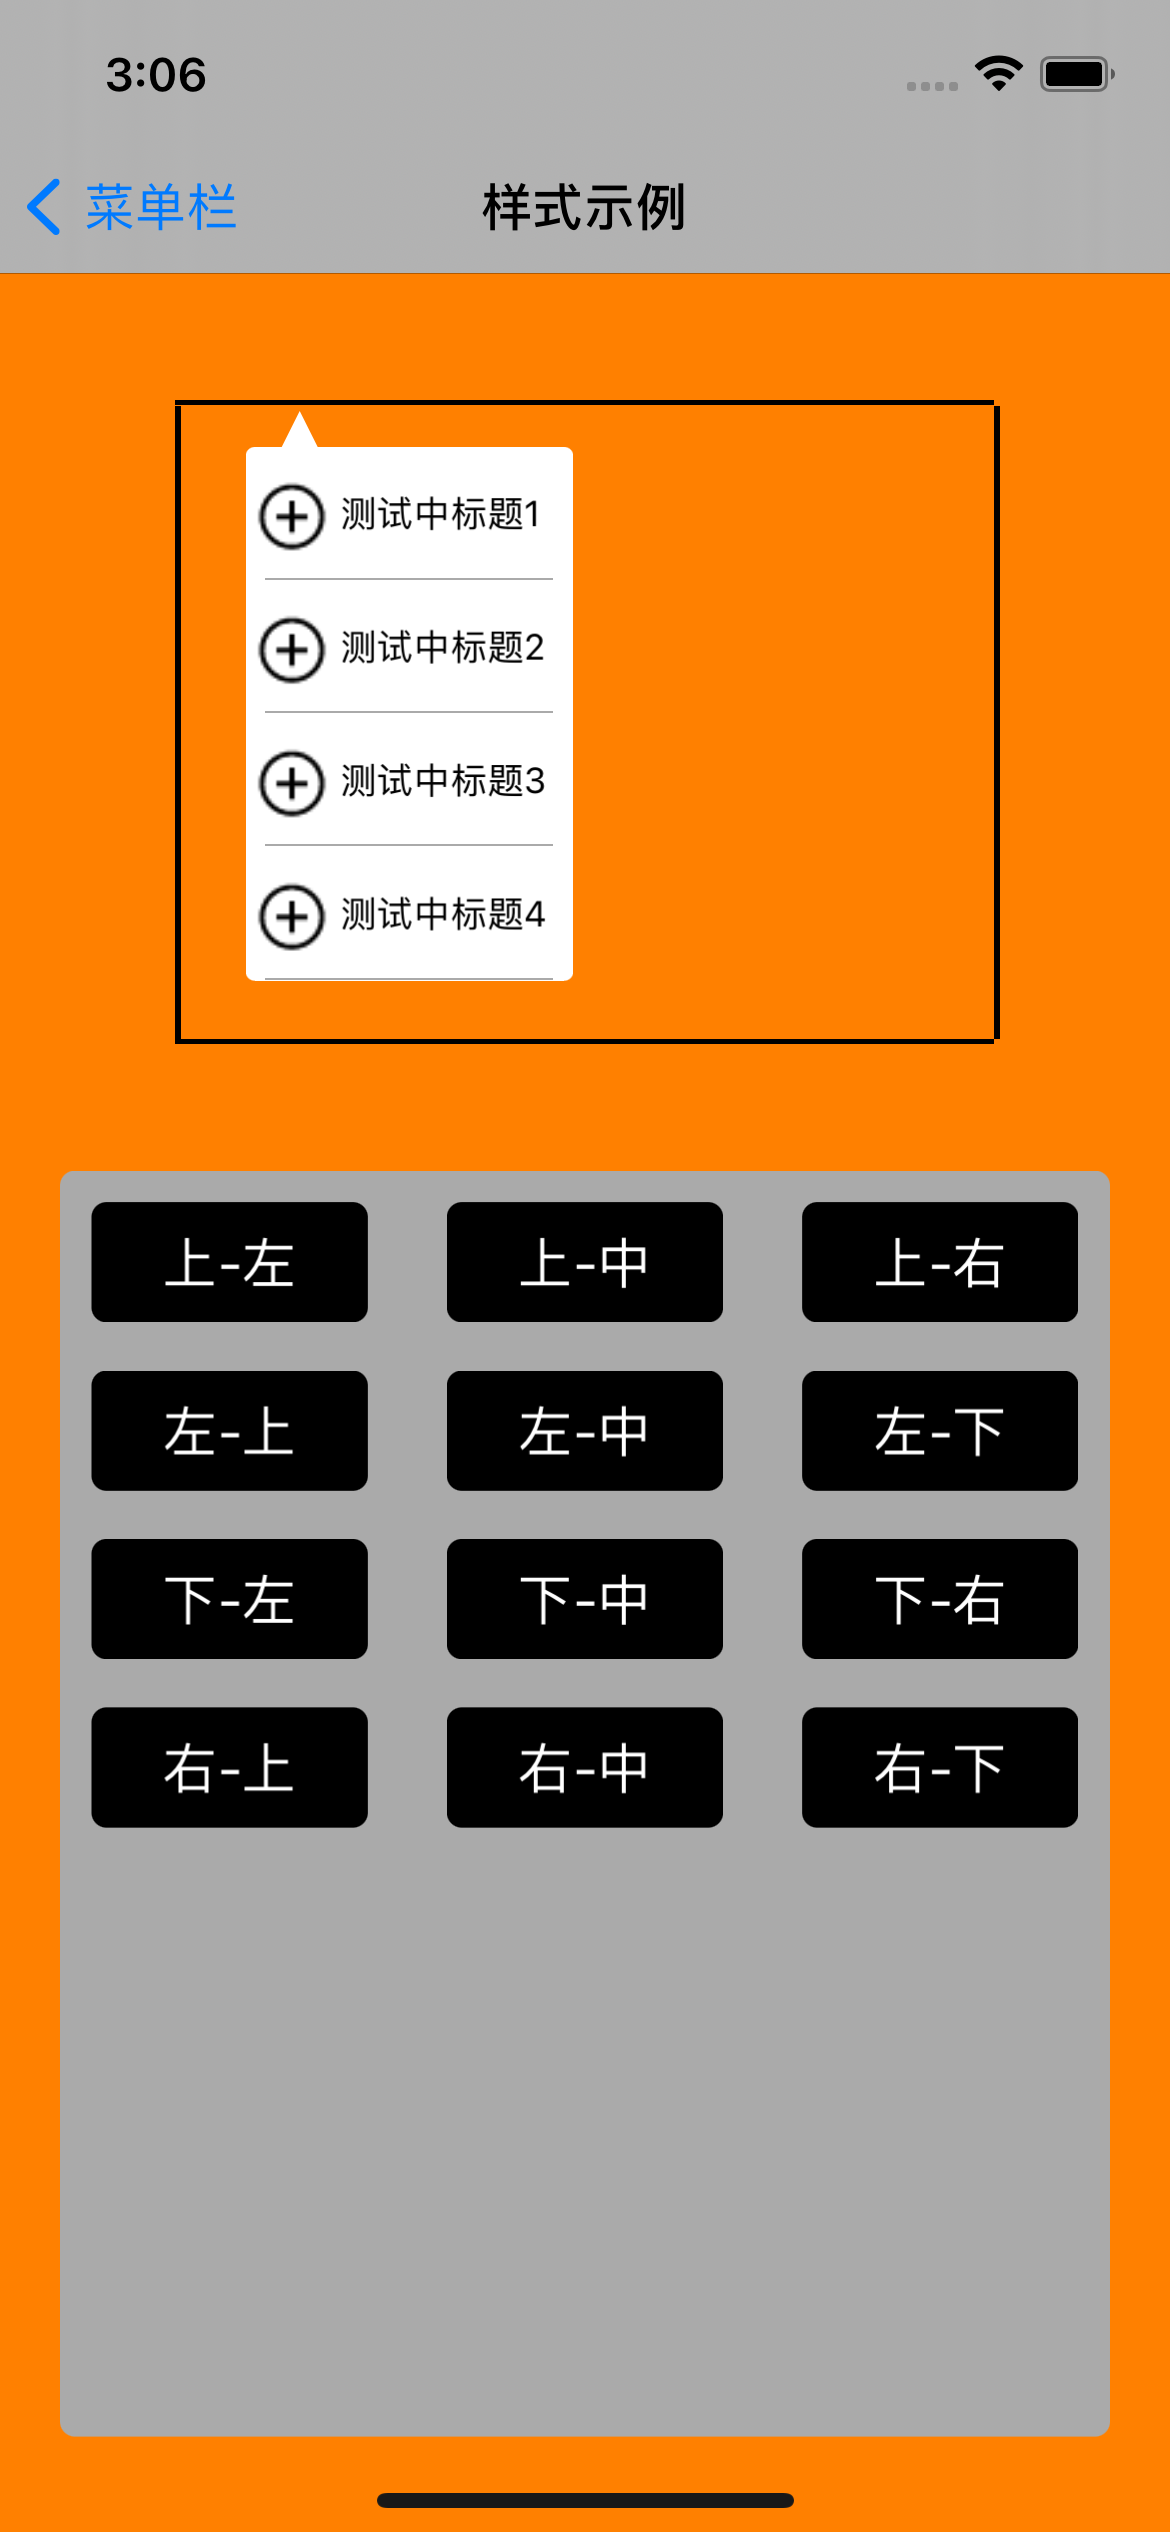 3:06
菜单栏 样式示例
测试中标题1
测试中标题2
测试中标题3
测试中标题4
上-左 上-中 上-右
左-上 左-中 左-下
下-左 下-中 下-右
右-上 右-中 右-下